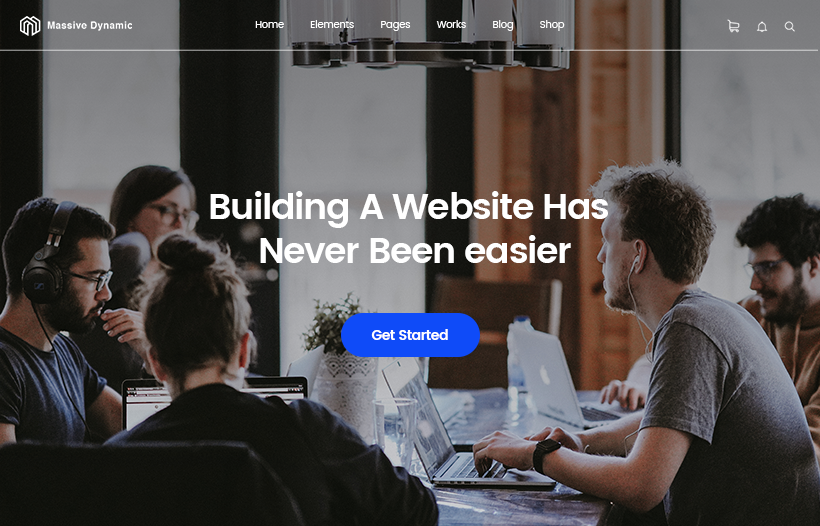 Massive Dynamic
Home Elements Pages Works Blog Shop
Building A Website Has
Never Been easier
Get Started